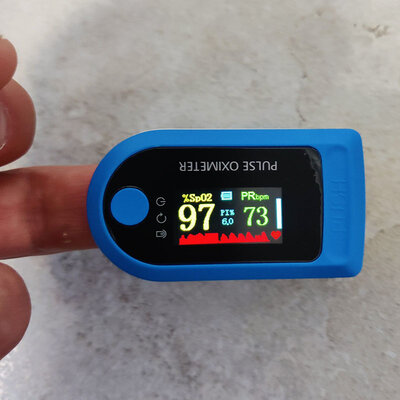 PULSE OXIMETER
%SpO2 PRbpm
97 PI% 73
6.0